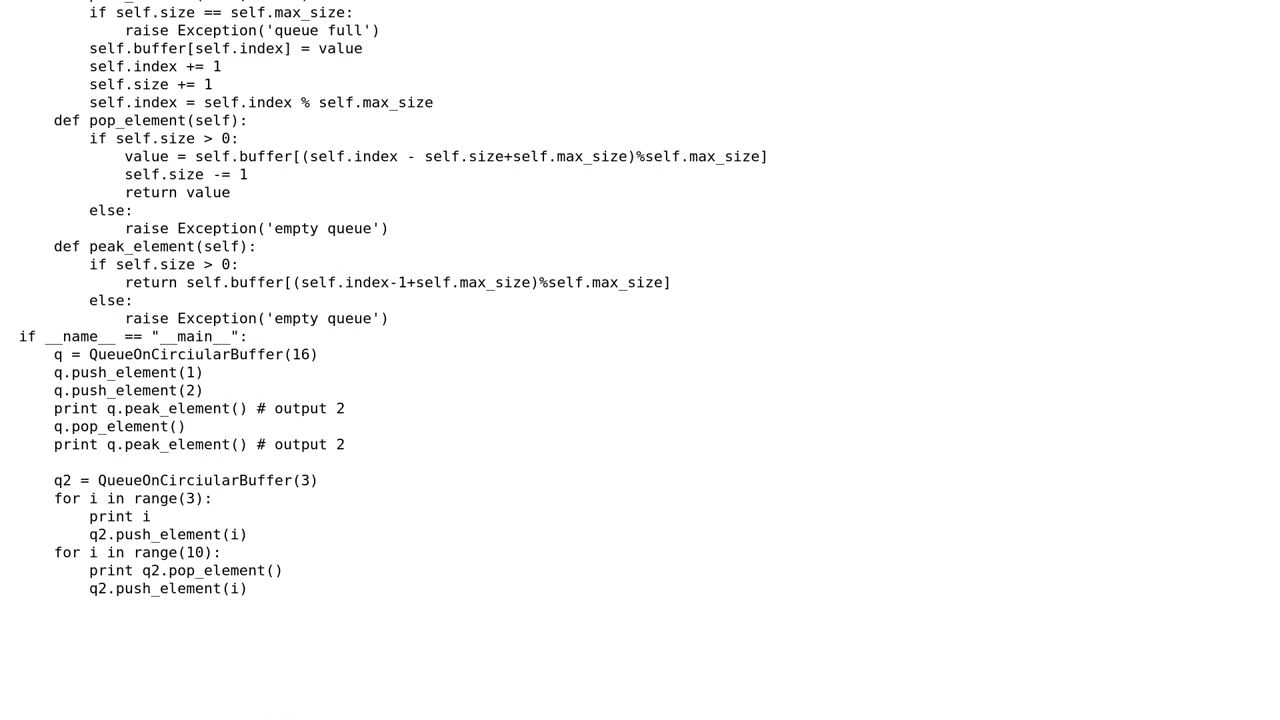 if self.size == self.max_size:
raise Exception('queue full')
self.buffer[self.index] = value
self.index += 1
self.size += 1
self.index = self.index % self.max_size
def pop_element(self):
if self.size > 0:
value = self.buffer[(self.index - self.size+self.max_size)%self.max_size]
self.size -= 1
return value
else:
raise Exception('empty queue')
def peak_element(self):
if self.size > 0:
return self.buffer[(self.index-1+self.max_size)%self.max_size]
else:
raise Exception('empty queue')
if __name__ == "__main__":
q = QueueOnCirciularBuffer(16)
q.push_element(1)
q.push_element(2)
print q.peak_element() # output 2
q.pop_element()
print q.peak_element() # output 2
q2 = QueueOnCirciularBuffer(3)
for i in range(3):
print i
q2.push_element(i)
for i in range(10):
print q2.pop_element()
q2.push_element(i)